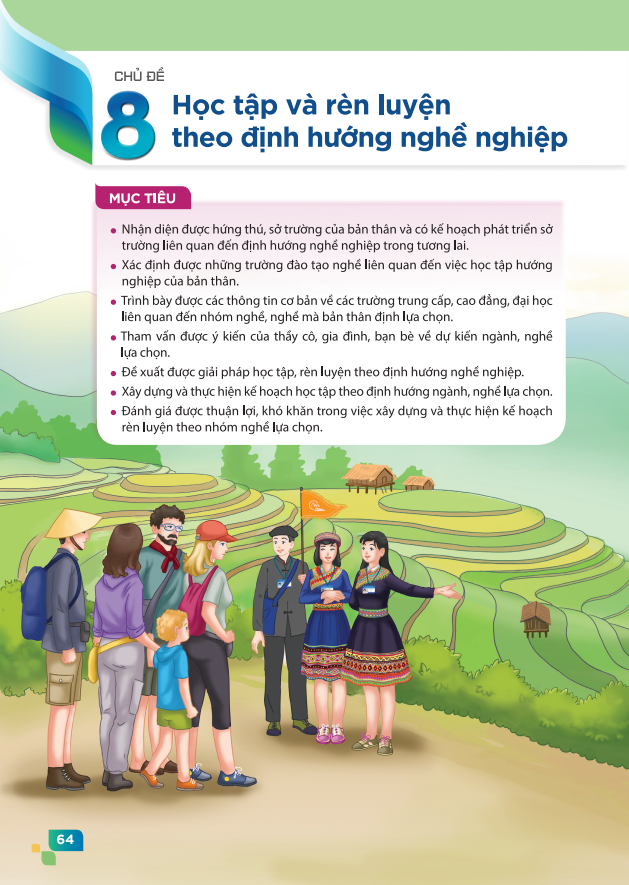 CHỦ ĐỀ
8
Học tập và rèn luyện
theo định hướng nghề nghiệp
MỤC TIÊU
• Nhận diện được hứng thú, sở trường của bản thân và có kế hoạch phát triển sở
trường liên quan đến định hướng nghề nghiệp trong tương lai.
• Xác định được những trường đào tạo nghề liên quan đến việc học tập hướng
nghiệp của bản thân.
• Trình bày được các thông tin cơ bản về các trường trung cấp, cao đẳng, đại học
liên quan đến nhóm nghề, nghề mà bản thân định lựa chọn.
• Tham vấn được ý kiến của thầy cô, gia đình, bạn bè về dự kiến ngành, nghề
lựa chọn.
• Đề xuất được giải pháp học tập, rèn luyện theo định hướng nghề nghiệp.
• Xây dựng và thực hiện kế hoạch học tập theo định hướng ngành, nghề lựa chọn.
• Đánh giá được thuận lợi, khó khăn trong việc xây dựng và thực hiện kế hoạch
rèn luyện theo nhóm nghề lựa chọn.
64